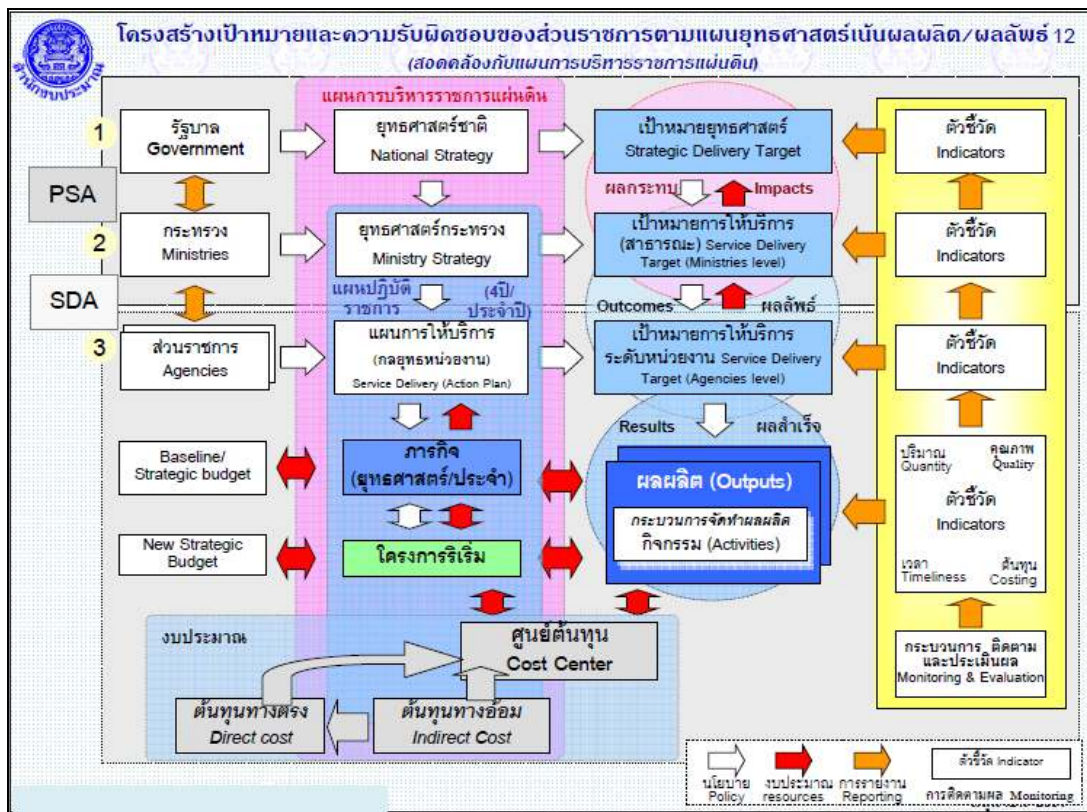 โครงสร้างเป้าหมายและความรับผิดชอบของส่วนราชการตามแผนยุทธศาสตร์เน้นผลผลิต/ผลลัพธ์ 12
(สอดคล้องกับแผนการบริหารราชการแผ่นดิน)
สำนักงบประมาณ
แผนการบริหารราชการแผ่นดิน
1
รัฐบาล
Government
ยุทธศาสตร์ชาติ
National Strategy
เป้าหมายยุทธศาสตร์
Strategic Delivery Target
ตัวชี้วัด
Indicators
PSA
ผลกระทบ
Impacts
2
กระทรวง
Ministries
ยุทธศาสตร์กระทรวง
Ministry Strategy
เป้าหมายการให้บริการ
(สาธารณะ) Service Delivery
Target (Ministries level)
ตัวชี้วัด
Indicators
SDA
แผนปฏิบัติ
ราชการ
(4ปี/
ประจำปี)
Outcomes
ผลลัพธ์
3
ส่วนราชการ
Agencies
แผนการให้บริการ
(กลยุทธหน่วยงาน)
Service Delivery (Action Plan)
เป้าหมายการให้บริการ
ระดับหน่วยงาน Service Delivery
Target (Agencies level)
ตัวชี้วัด
Indicators
Results
ผลสำเร็จ
Baseline/
Strategic budget
ภารกิจ
(ยุทธศาสตร์/ประจำ)
ผลผลิต (Outputs)
กระบวนการจัดทำผลผลิต
กิจกรรม (Activities)
ปริมาณ
Quantity
คุณภาพ
Quality
ตัวชี้วัด
Indicators
เวลา
Timeliness
ต้นทุน
Costing
New Strategic
Budget
โครงการริเริ่ม
งบประมาณ
ศูนย์ต้นทุน
Cost Center
กระบวนการ ติดตาม
และประเมินผล
Monitoring & Evaluation
ต้นทุนทางตรง
Direct cost
ต้นทุนทางอ้อม
Indirect Cost
นโยบาย
Policy
งบประมาณ
resources
การรายงาน
Reporting
ตัวชี้วัด Indicator
การติดตามผล Monitoring